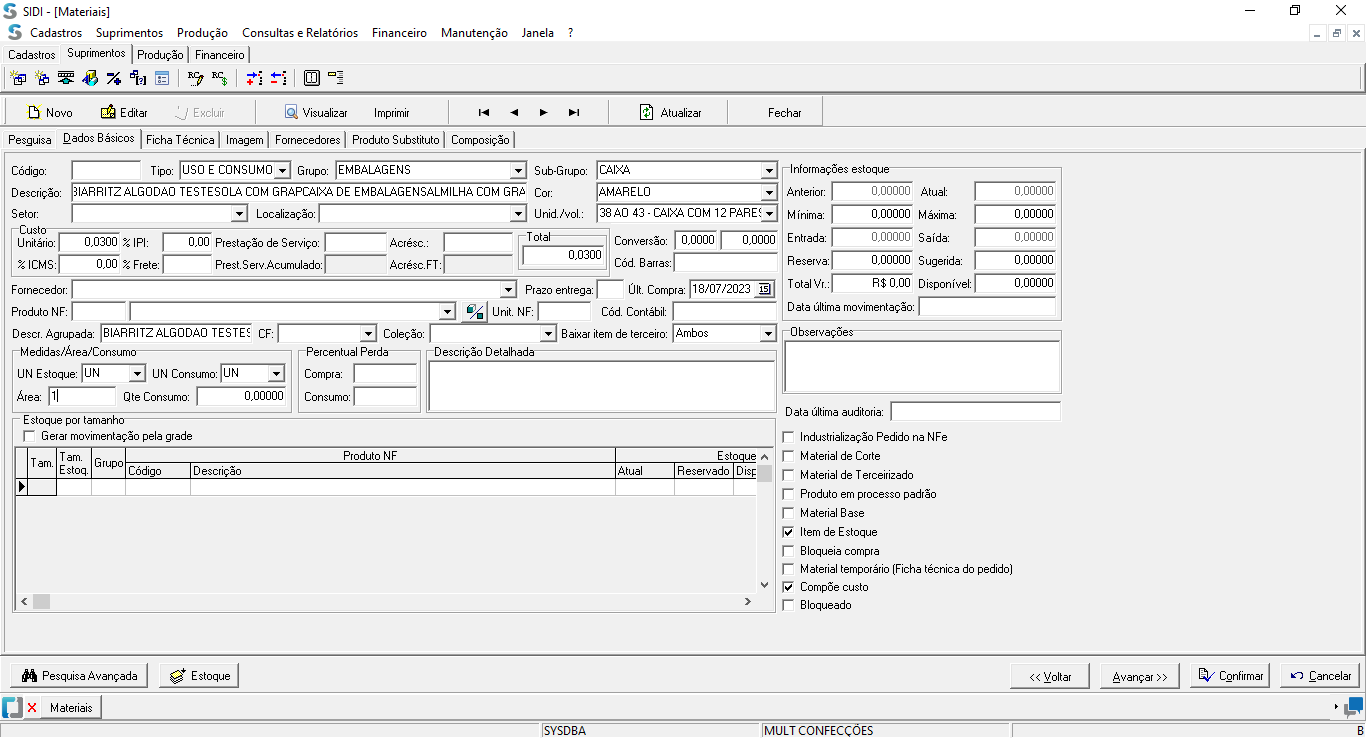 SIDI - [Materiais]
Cadastros Suprimentos Produção Consultas e Relatórios Financeiro Manutenção Janela ?
Cadastros Suprimentos Produção Financeiro
Novo Editar Excluir Visualizar Imprimir Atualizar Fechar
Pesquisa Dados Básicos Ficha Técnica Imagem Fornecedores Produto Substituto Composição
Código: Tipo: USO E CONSUMO Grupo: EMBALAGENS Sub-Grupo: CAIXA
Descrição: BIARRITZ ALGODAO TESTESOLA COM GRAPCAIXA DE EMBALAGENSALMILHA COM GRA Cor: AMARELO
Setor: Localização: Unid./vol.: 38 AO 43 - CAIXA COM 12 PARES
Custo
Unitário: 0,0300 % IPI: 0,00 Prestação de Serviço: Acrésc.: Total 0,0300 Conversão: 0,0000 0,0000
% ICMS: 0,00 % Frete: Prest.Serv.Acumulado: Acrésc.FT: Cód. Barras:
Fornecedor: Prazo entrega: Últ. Compra: 18/07/2023 15
Produto NF: Unit. NF: Cód. Contábil:
Descr. Agrupada: BIARRITZ ALGODAO TESTES CF: Coleção: Baixar item de terceiro: Ambos
Informações estoque
Anterior: 0,00000 Atual: 0,00000
Mínima: 0,00000 Máxima: 0,00000
Entrada: 0,00000 Saída: 0,00000
Reserva: 0,00000 Sugerida: 0,00000
Total Vr.: R$ 0,00 Disponível: 0,00000
Data última movimentação:
Medidas/Área/Consumo
UN Estoque: UN UN Consumo: UN
Área: 1 Qte Consumo: 0,00000
Percentual Perda
Compra:
Consumo:
Descrição Detalhada
Observações
Data última auditoria:
Estoque por tamanho
Gerar movimentação pela grade
Tam. Tam. Estoq. Grupo Produto NF Estoque
Código Descrição Atual Reservado Disp
Industrialização Pedido na NFe
Material de Corte
Material de Terceirizado
Produto em processo padrão
Material Base
Item de Estoque
Bloqueia compra
Material temporário (Ficha técnica do pedido)
Compõe custo
Bloqueado
Pesquisa Avançada Estoque << Voltar Avançar >> Confirmar Cancelar
Materiais
SYSDBA MULT CONFECÇÕES B